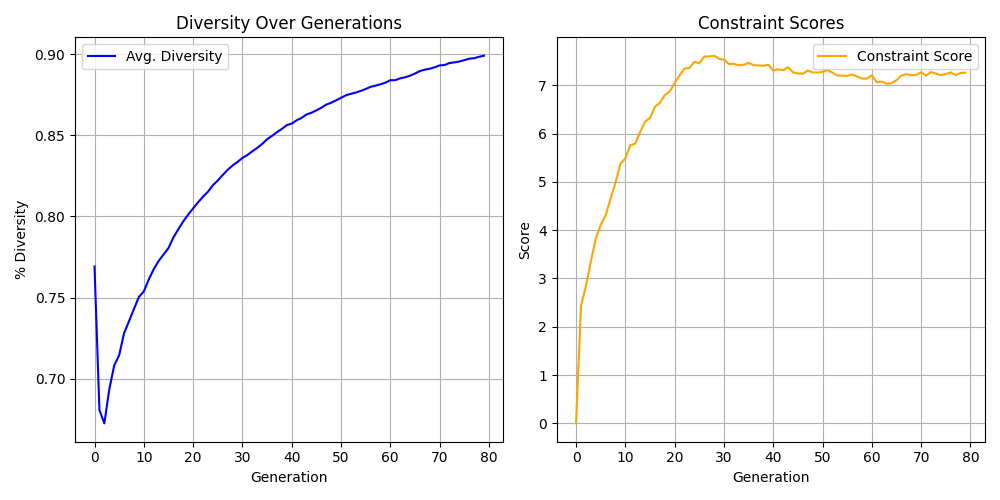 Diversity Over Generations
Avg. Diversity
% Diversity
0.90
0.85
0.80
0.75
0.70
0 10 20 30 40 50 60 70 80
Generation
Constraint Scores
Constraint Score
Score
7
6
5
4
3
2
1
0
0 10 20 30 40 50 60 70 80
Generation